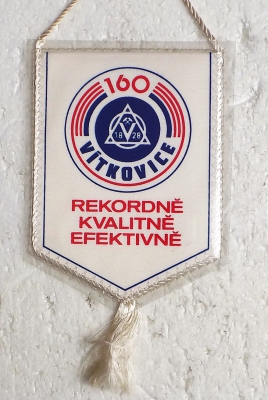 160
18 28
VÍTKOVICE
REKORDNĚ
KVALITNĚ
EFEKTIVNĚ